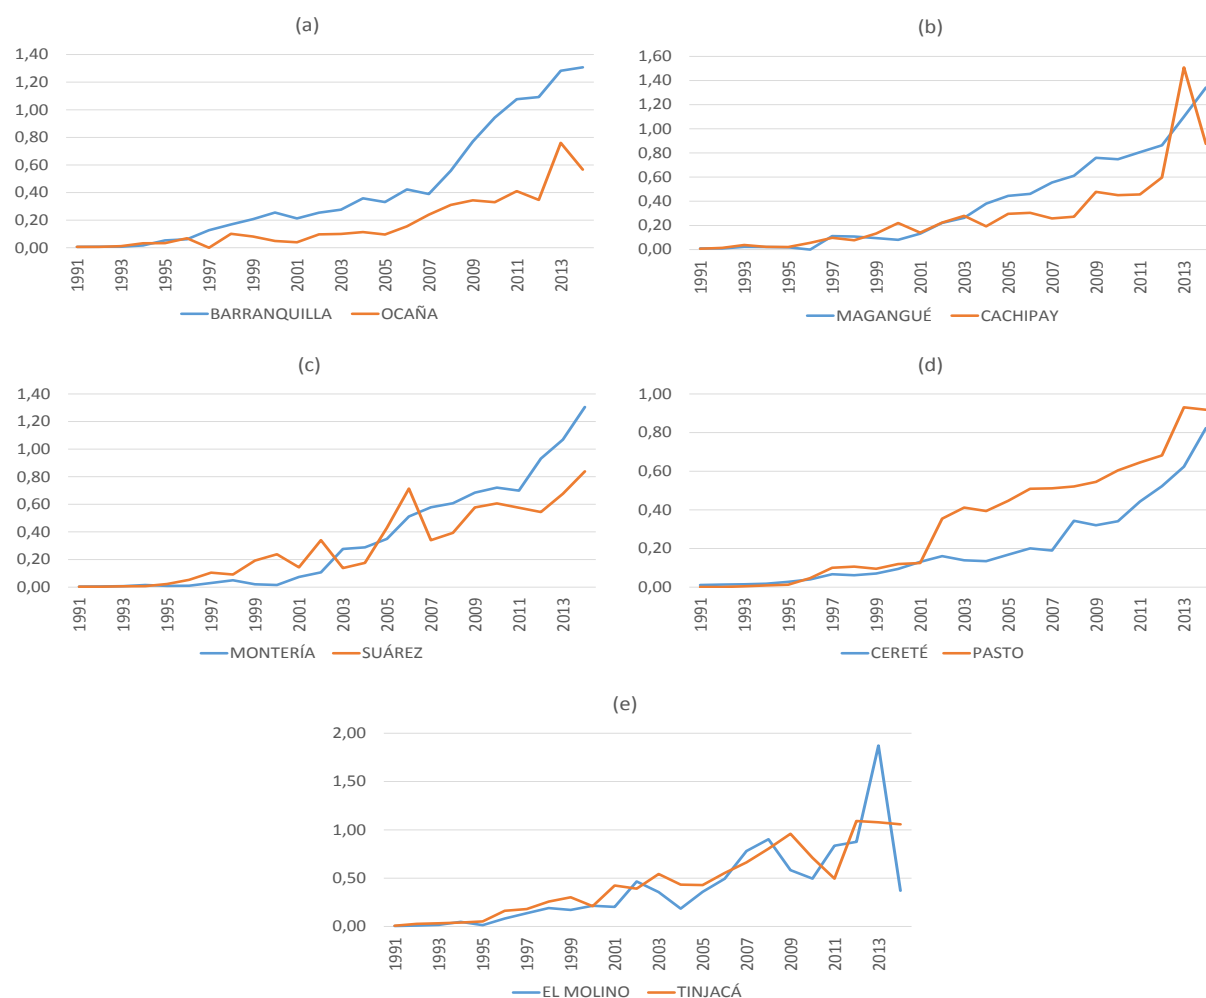 (a)
1,40
1,20
1,00
0,80
0,60
0,40
0,20
0,00
1991 1993 1995 1997 1999 2001 2003 2005 2007 2009 2011 2013
BARRANQUILLA OCAÑA
(b)
1,60
1,40
1,20
1,00
0,80
0,60
0,40
0,20
0,00
1991 1993 1995 1997 1999 2001 2003 2005 2007 2009 2011 2013
MAGANGUÉ CACHIPAY
(c)
1,40
1,20
1,00
0,80
0,60
0,40
0,20
0,00
1991 1993 1995 1997 1999 2001 2003 2005 2007 2009 2011 2013
MONTERÍA SUÁREZ
(d)
1,00
0,80
0,60
0,40
0,20
0,00
1991 1993 1995 1997 1999 2001 2003 2005 2007 2009 2011 2013
CERETÉ PASTO
(e)
2,00
1,50
1,00
0,50
0,00
1991 1993 1995 1997 1999 2001 2003 2005 2007 2009 2011 2013
EL MOLINO TINJACÁ